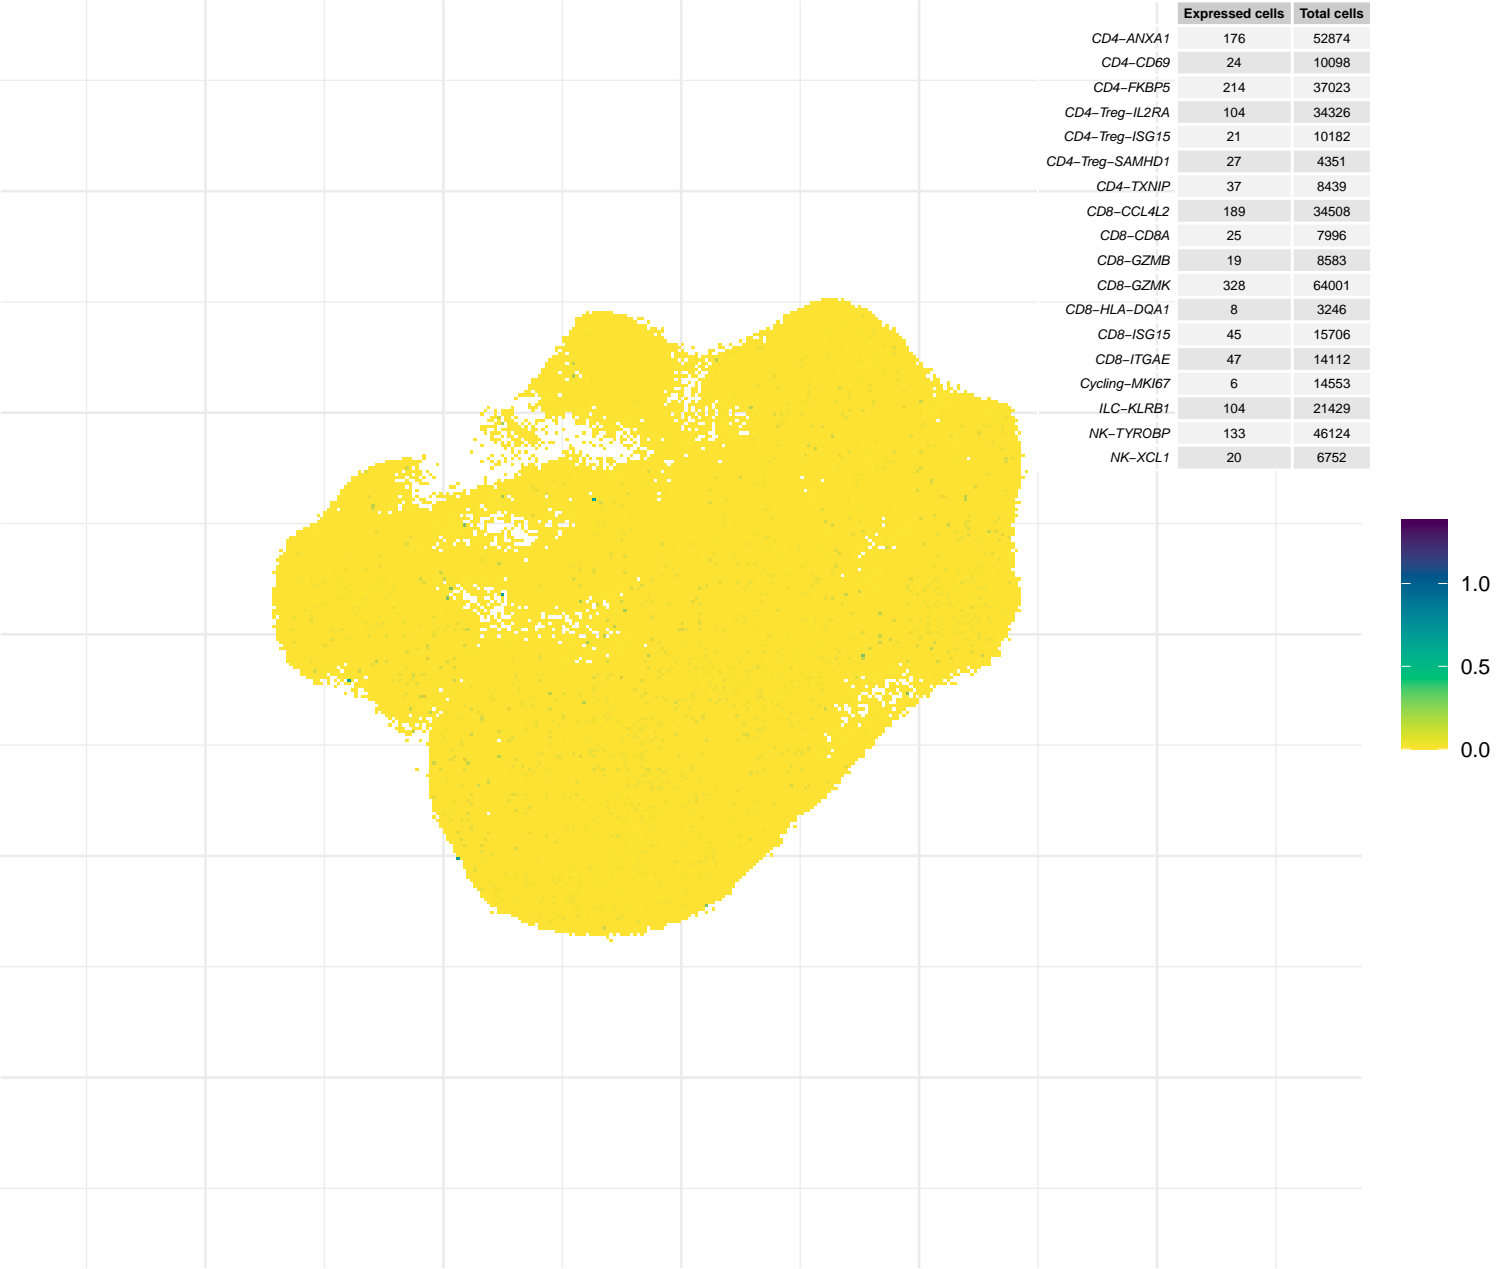 Expressed cells Total cells
CD4−ANXA1 176 52874
CD4−CD69 24 10098
CD4−FKBP5 214 37023
CD4−Treg−IL2RA 104 34326
CD4−Treg−ISG15 21 10182
CD4−Treg−SAMHD1 27 4351
CD4−TXNIP 37 8439
CD8−CCL4L2 189 34508
CD8−CD8A 25 7996
CD8−GZMB 19 8583
CD8−GZMK 328 64001
CD8−HLA−DQA1 8 3246
CD8−ISG15 45 15706
CD8−ITGAE 47 14112
Cycling−MKI67 6 14553
ILC−KLRB1 104 21429
NK−TYROBP 133 46124
NK−XCL1 20 6752
1.0
0.5
0.0